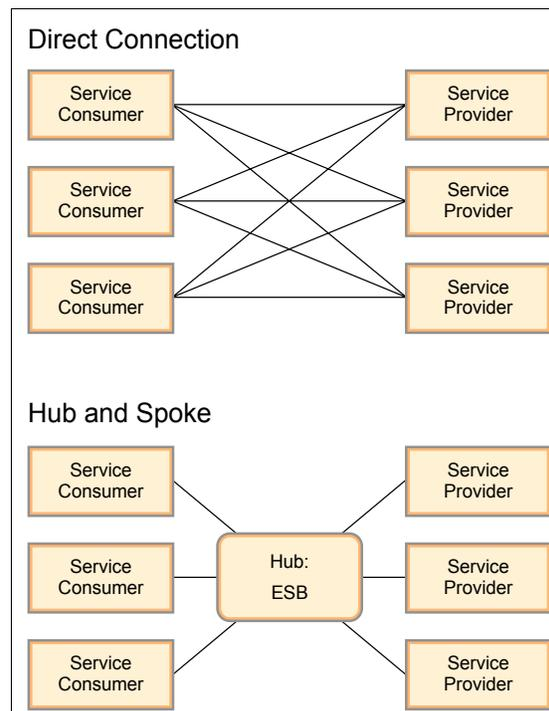 Direct Connection
Service
Consumer
Service
Provider
Service
Consumer
Service
Provider
Service
Consumer
Service
Provider
Hub and Spoke
Service
Consumer
Service
Provider
Hub:
ESB
Service
Consumer
Service
Provider
Service
Consumer
Service
Provider